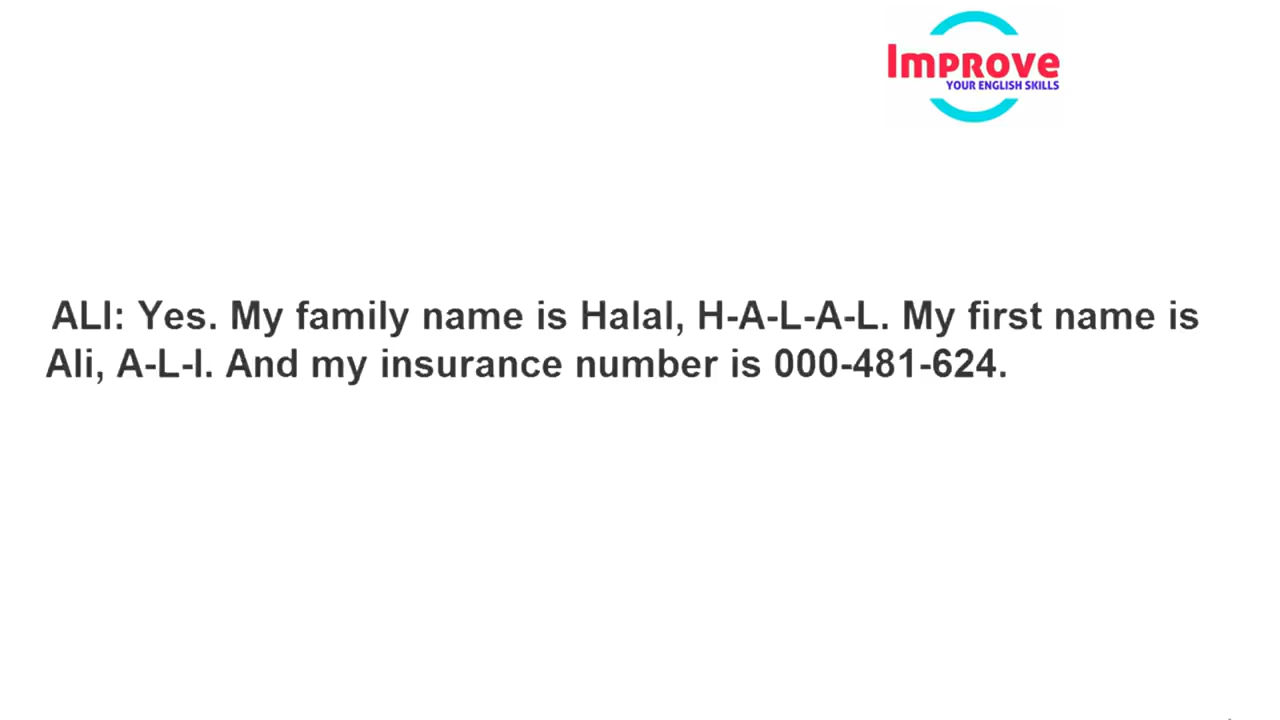 Improve
YOUR ENGLISH SKILLS
ALI: Yes. My family name is Halal, H-A-L-A-L. My first name is
Ali, A-L-I. And my insurance number is 000-481-624.